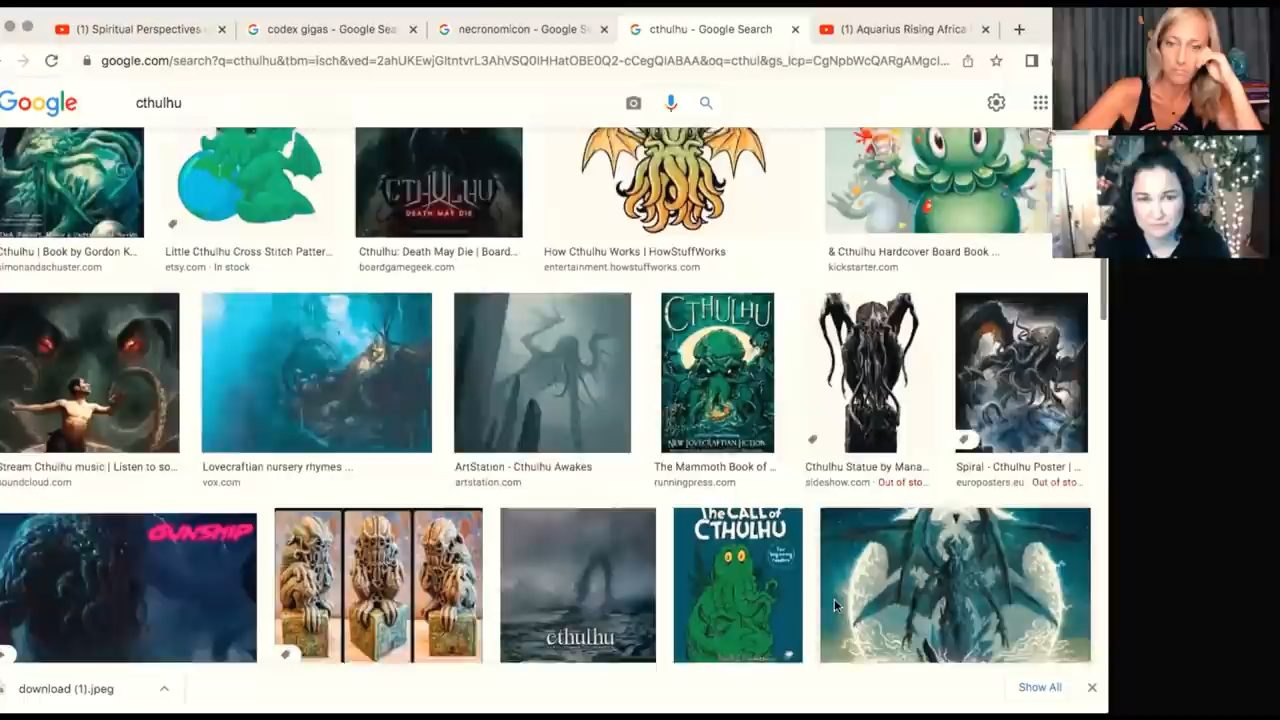 (1) Spiritual Perspectives
codex gigas - Google Sea
necronomicon - Google S
cthulhu - Google Search
(1) Aquarius Rising Africa
google.com/search?q=cthulhu&tbm=isch&ved=2ahUKEwjGltntvrL3AhVSQ0IHHatOBE0Q2-cCegQIABAA&oq=cthul&gs_lcp=CgNpbWcQARgAMgcI...
Google
cthulhu
CTHULHU
DEATH MAY DIE
Cthulhu | Book by Gordon K...
simonandschuster.com
Little Cthulhu Cross Stitch Patter...
etsy.com · In stock
Cthulhu: Death May Die | Board...
boardgamegeek.com
How Cthulhu Works | HowStuffWorks
entertainment.howstuffworks.com
& Cthulhu Hardcover Board Book ...
kickstarter.com
CTHULHU
NEW LOVECRAFTIAN FICTION
Stream Cthulhu music | Listen to so...
soundcloud.com
Lovecraftian nursery rhymes ...
vox.com
ArtStation - Cthulhu Awakes
artstation.com
The Mammoth Book of ...
runningpress.com
Cthulhu Statue by Mana...
sideshow.com · Out of sto...
Spiral - Cthulhu Poster | ...
europosters.eu Out of sto...
cthulhu
The CALL of
CTHULHU
For
beginning
readers
download (1).jpeg
Show All